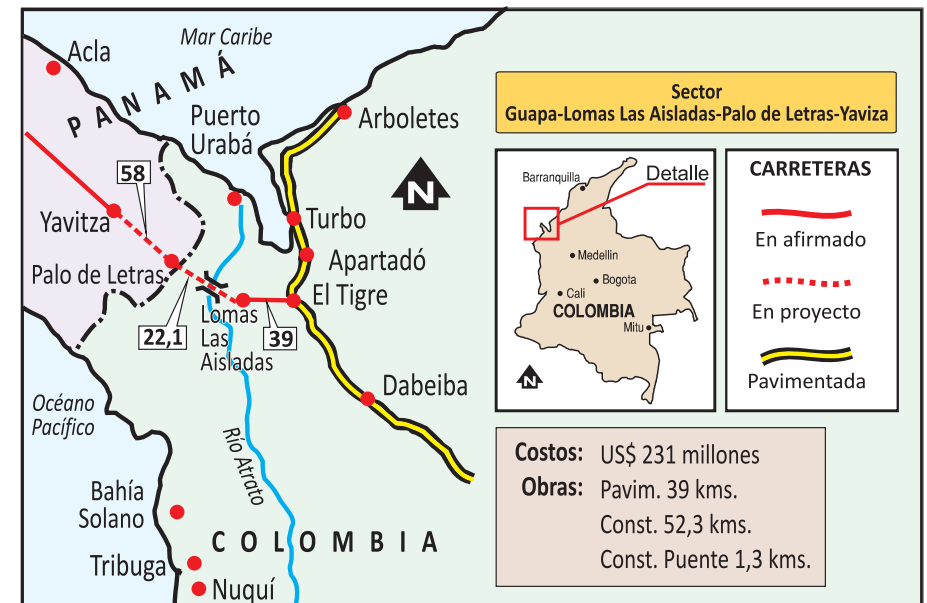 Mar Caribe
Acla
PANAMÁ
Puerto
Urabá
Arboletes
N
58
Yavitza
Turbo
Palo de Letras
Apartadó
El Tigre
22,1
Lomas
Las
Aisladas
39
Dabeiba
Océano
Pacífico
Río Atrato
Bahía
Solano
COLOMBIA
Tribuga
Nuquí
Sector
Guapa-Lomas Las Aisladas-Palo de Letras-Yaviza
Barranquilla
Detalle
Medellin
Bogota
Cali
COLOMBIA
Mitu
N
CARRETERAS
En afirmado
En proyecto
Pavimentada
Costos: US$ 231 millones
Obras: Pavim. 39 kms.
Const. 52,3 kms.
Const. Puente 1,3 kms.